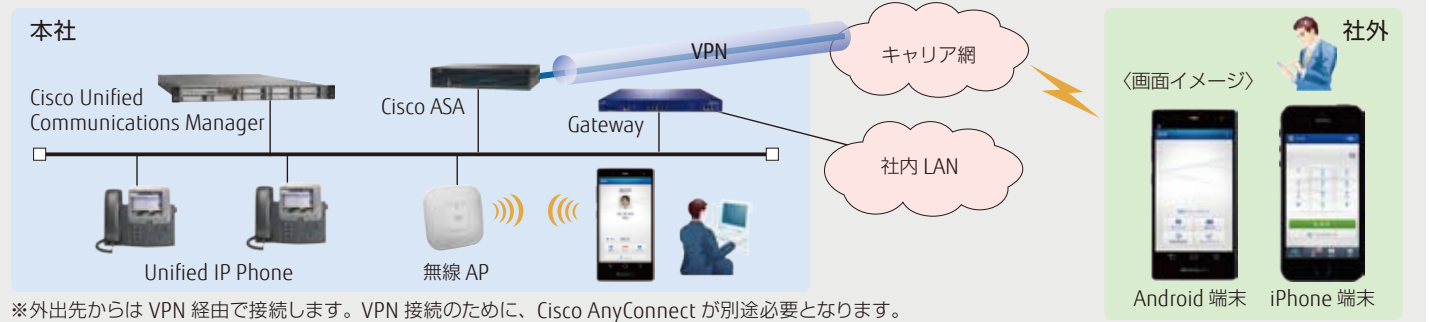 本社
VPN
キャリア網
社外
〈画面イメージ〉
Cisco Unified
Communications Manager
Cisco ASA
Gateway
社内 LAN
Unified IP Phone
無線 AP
Android 端末
iPhone 端末
※外出先からは VPN 経由で接続します。VPN 接続のために、Cisco AnyConnect が別途必要となります。